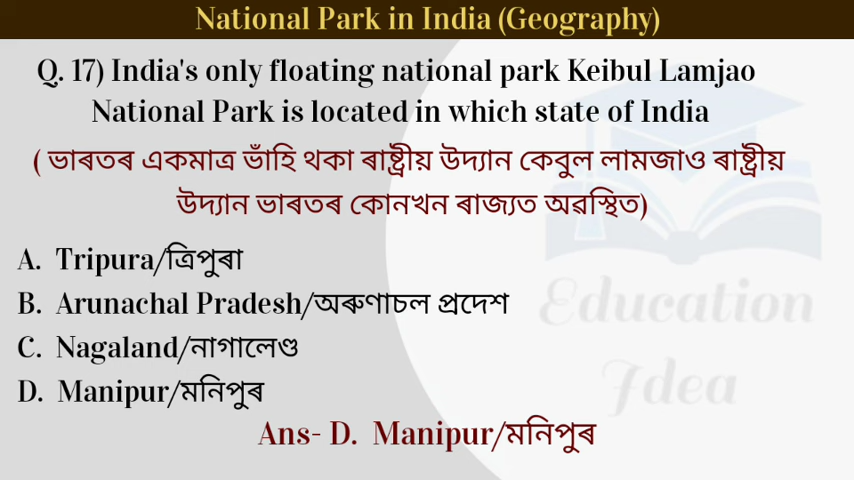 National Park in India (Geography)
Q. 17) India's only floating national park Keibul Lamjao
National Park is located in which state of India
( ভাৰতৰ একমাত্ৰ ভাঁহি থকা ৰাষ্ট্ৰীয় উদ্যান কেবুল লামজাও ৰাষ্ট্ৰীয়
উদ্যান ভাৰতৰ কোনখন ৰাজ্যত অৱস্থিত)
A. Tripura/ত্ৰিপুৰা
B. Arunachal Pradesh/অৰুণাচল প্ৰদেশ
C. Nagaland/নাগালেণ্ড
D. Manipur/মনিপুৰ
Ans- D. Manipur/মনিপুৰ
Education
Idea